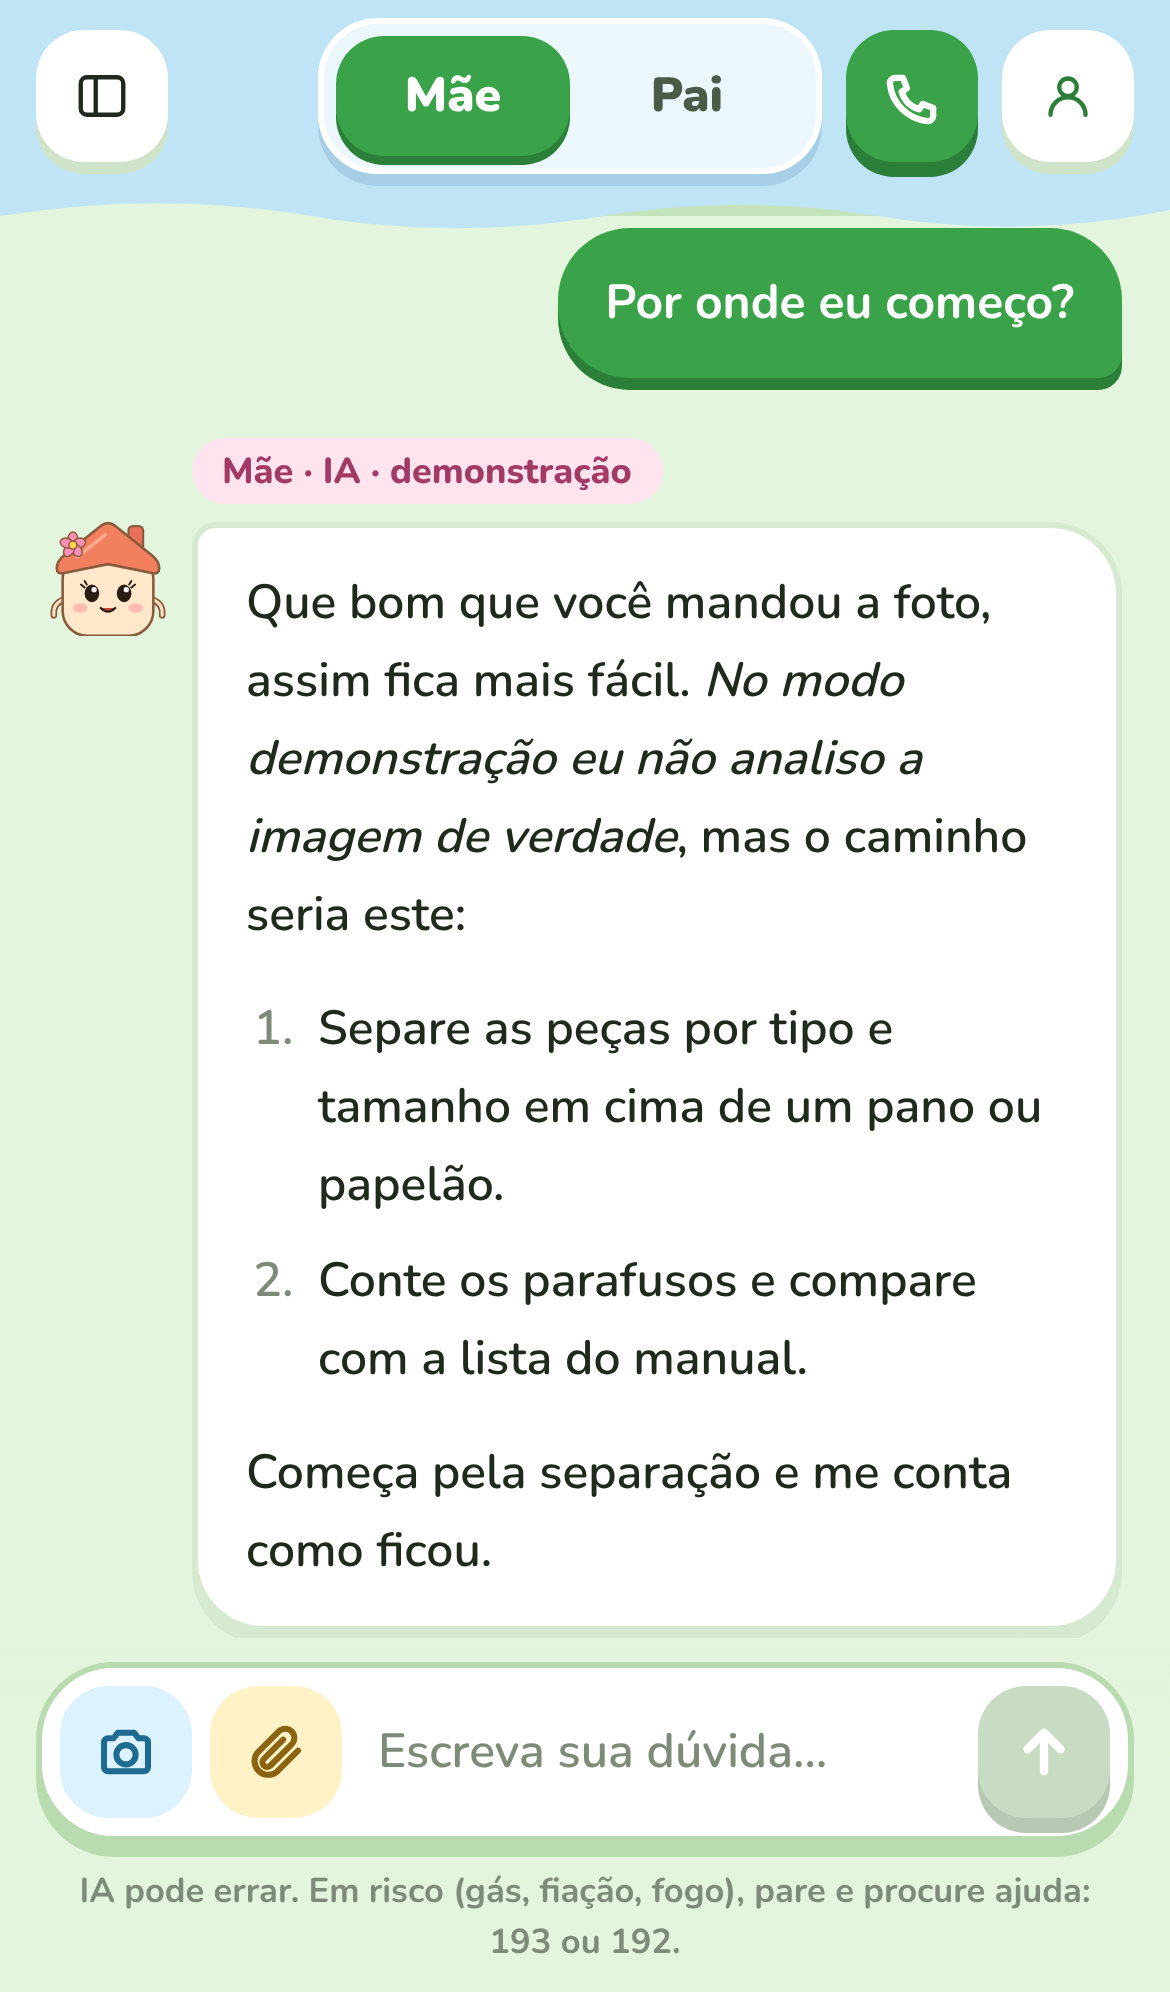 Mãe Pai
Por onde eu começo?
Mãe · IA · demonstração
Que bom que você mandou a foto,
assim fica mais fácil. No modo
demonstração eu não analiso a
imagem de verdade, mas o caminho
seria este:
1. Separe as peças por tipo e
tamanho em cima de um pano ou
papelão.
2. Conte os parafusos e compare
com a lista do manual.
Começa pela separação e me conta
como ficou.
Escreva sua dúvida...
IA pode errar. Em risco (gás, fiação, fogo), pare e procure ajuda:
193 ou 192.